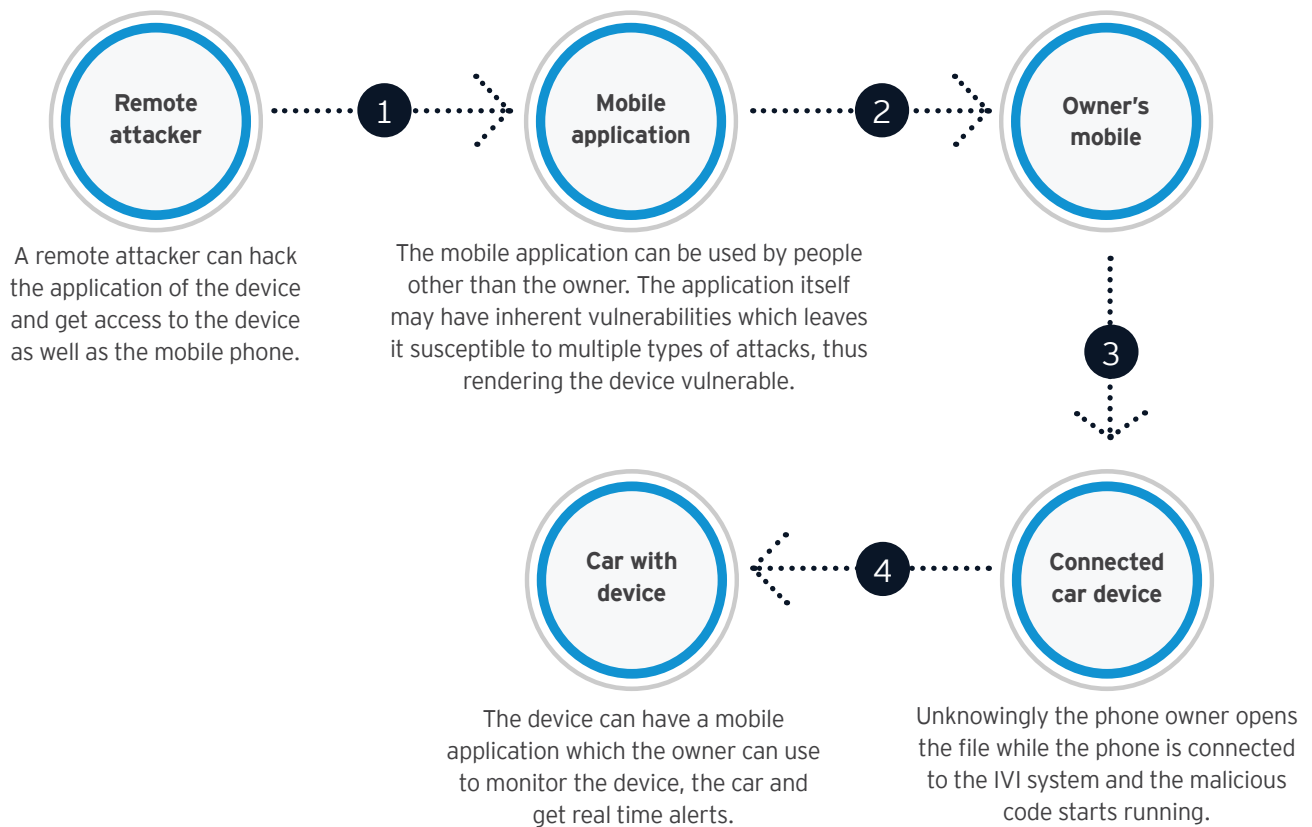 Remote
attacker
1
Mobile
application
2
Owner's
mobile
A remote attacker can hack
the application of the device
and get access to the device
as well as the mobile phone.
The mobile application can be used by people
other than the owner. The application itself
may have inherent vulnerabilities which leaves
it susceptible to multiple types of attacks, thus
rendering the device vulnerable.
3
Connected
car device
4
Car with
device
Unknowingly the phone owner opens
the file while the phone is connected
to the IVI system and the malicious
code starts running.
The device can have a mobile
application which the owner can use
to monitor the device, the car and
get real time alerts.